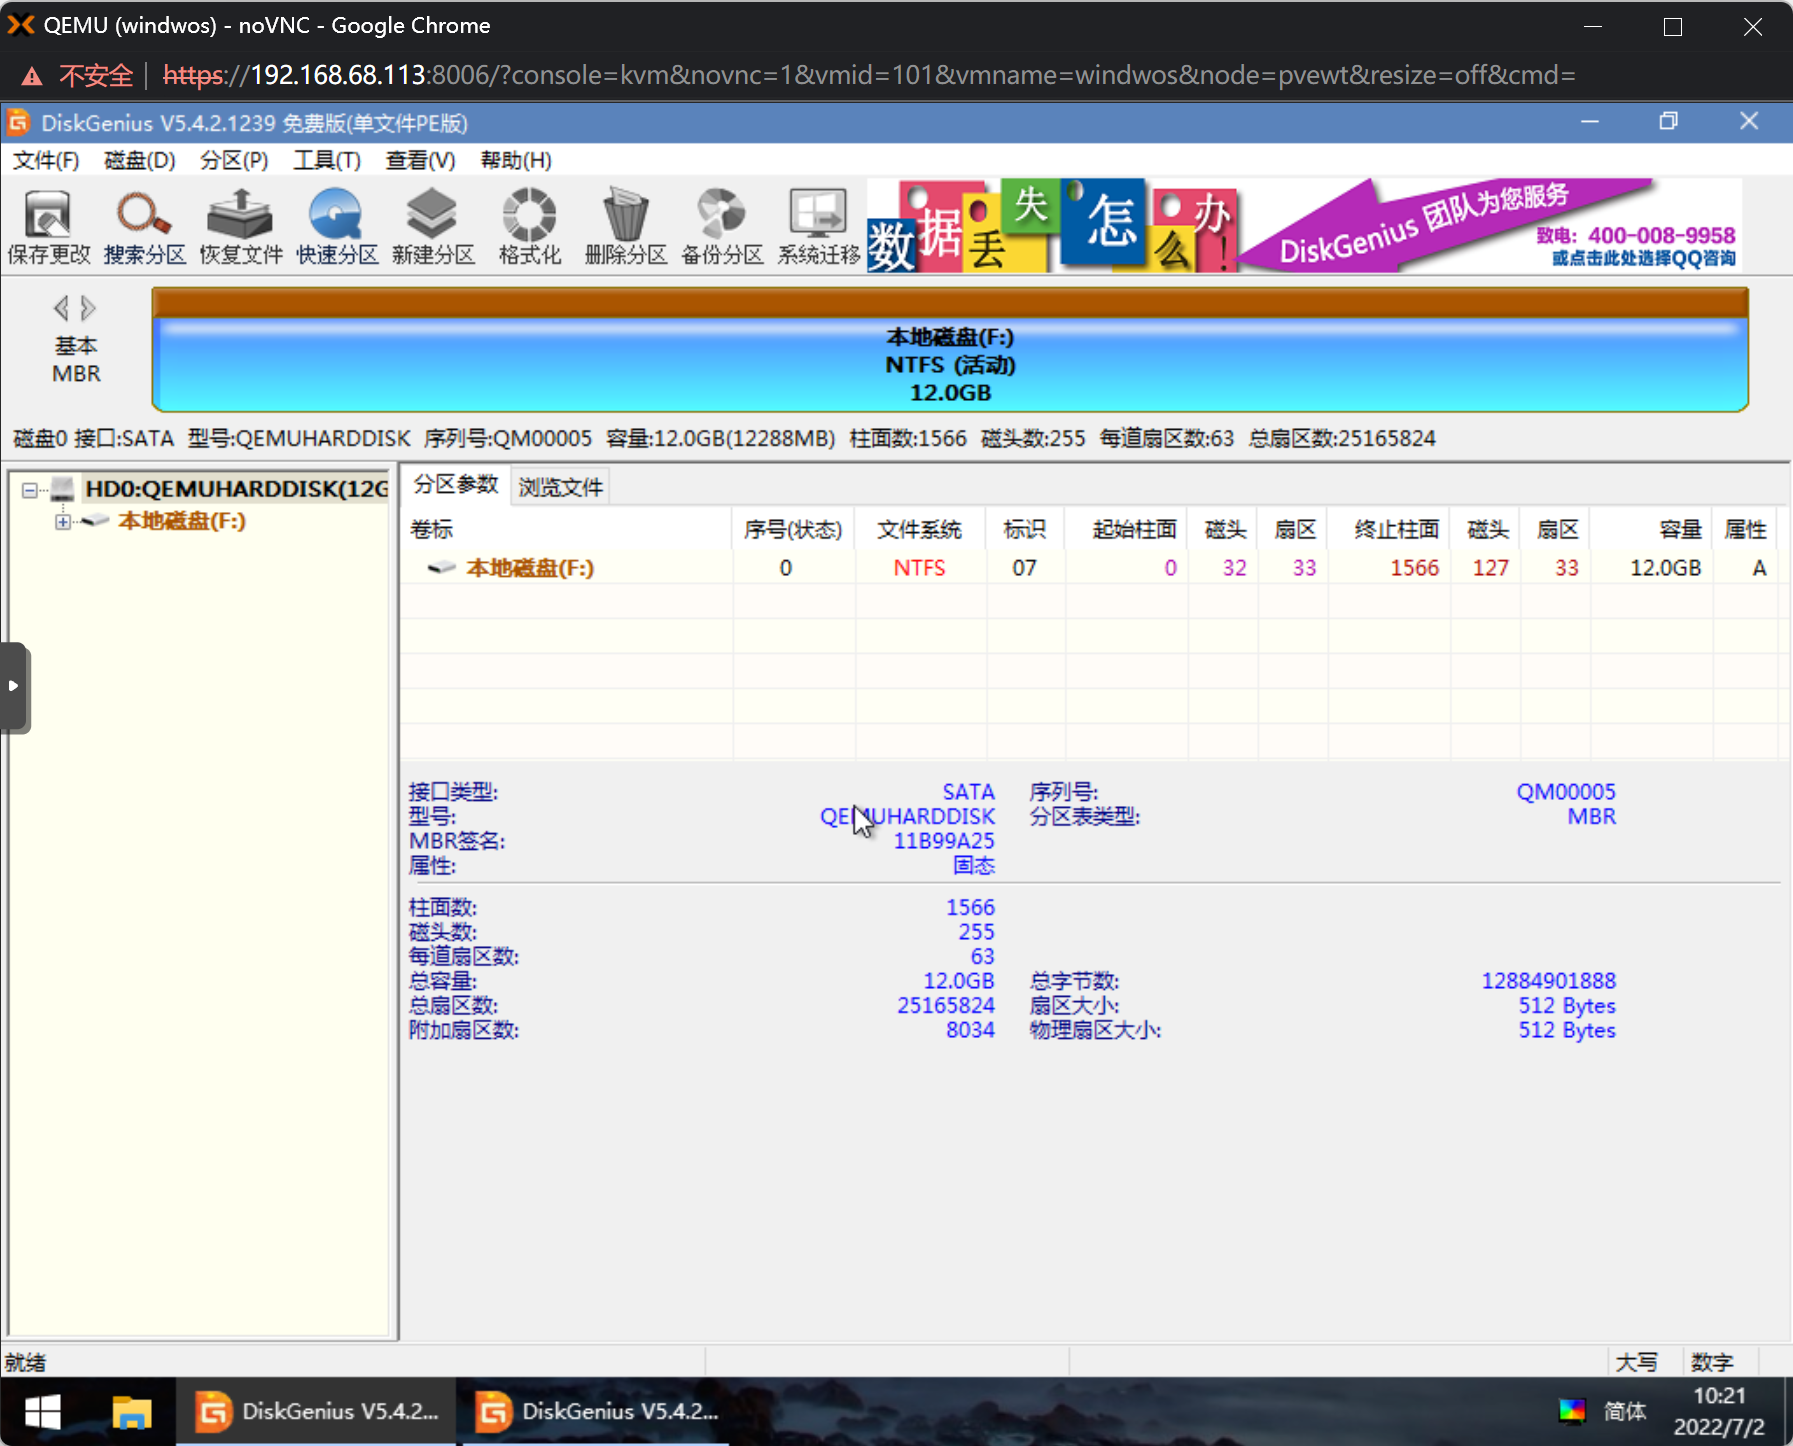 QEMU (windwos) - noVNC - Google Chrome
不安全 https://192.168.68.113:8006/?console=kvm&novnc=1&vmid=101&vmname=windwos&node=pvewt&resize=off&cmd=
DiskGenius V5.4.2.1239 免费版(单文件PE版)
文件(F) 磁盘(D) 分区(P) 工具(T) 查看(V) 帮助(H)
保存更改 搜索分区 恢复文件 快速分区 新建分区 格式化 删除分区 备份分区 系统迁移
数据丢失怎么办!
DiskGenius 团队为您服务
致电: 400-008-9958
或点击此处选择QQ咨询
基本
MBR
本地磁盘(F:)
NTFS (活动)
12.0GB
磁盘0 接口:SATA 型号:QEMUHARDDISK 序列号:QM00005 容量:12.0GB(12288MB) 柱面数:1566 磁头数:255 每道扇区数:63 总扇区数:25165824
HD0:QEMUHARDDISK(12G
本地磁盘(F:)
分区参数 浏览文件
卷标 序号(状态) 文件系统 标识 起始柱面 磁头 扇区 终止柱面 磁头 扇区 容量 属性
本地磁盘(F:) 0 NTFS 07 0 32 33 1566 127 33 12.0GB A
接口类型: SATA 序列号: QM00005
型号: QEMUHARDDISK 分区表类型: MBR
MBR签名: 11B99A25
属性: 固态
柱面数: 1566
磁头数: 255
每道扇区数: 63
总容量: 12.0GB 总字节数: 12884901888
总扇区数: 25165824 扇区大小: 512 Bytes
附加扇区数: 8034 物理扇区大小: 512 Bytes
就绪 大写 数字
DiskGenius V5.4.2... DiskGenius V5.4.2... 简体 10:21
2022/7/2